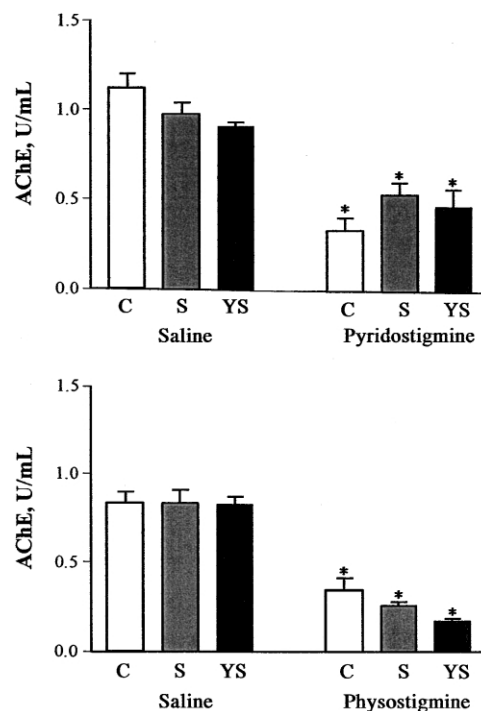 AChE, U/mL
1.5
1.0
0.5
0.0
* * *
C S YS C S YS
Saline Pyridostigmine
AChE, U/mL
1.5
1.0
0.5
0.0
* * *
C S YS C S YS
Saline Physostigmine